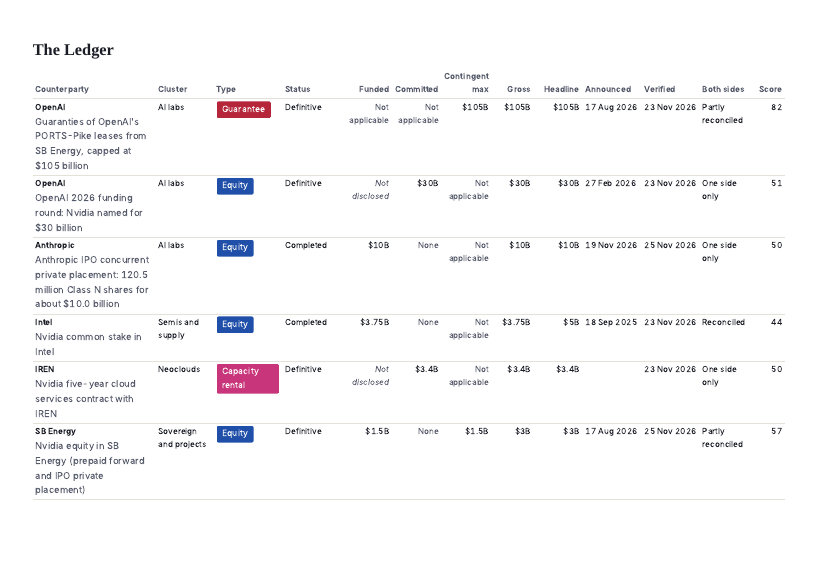 The Ledger
Counterparty Cluster Type Status Funded Committed Contingent max Gross Headline Announced Verified Both sides Score
OpenAI AI labs Guarantee Definitive Not applicable Not applicable $105B $105B $105B 17 Aug 2026 23 Nov 2026 Partly reconciled 82
Guaranties of OpenAI's
PORTS-Pike leases from
SB Energy, capped at
$105 billion
OpenAI AI labs Equity Definitive Not disclosed $30B Not applicable $30B $30B 27 Feb 2026 23 Nov 2026 One side only 51
OpenAI 2026 funding
round: Nvidia named for
$30 billion
Anthropic AI labs Equity Completed $10B None Not applicable $10B $10B 19 Nov 2026 25 Nov 2026 One side only 50
Anthropic IPO concurrent
private placement: 120.5
million Class N shares for
about $10.0 billion
Intel Semis and supply Equity Completed $3.75B None Not applicable $3.75B $5B 18 Sep 2025 23 Nov 2026 Reconciled 44
Nvidia common stake in
Intel
IREN Neoclouds Capacity rental Definitive Not disclosed $3.4B Not applicable $3.4B $3.4B 23 Nov 2026 One side only 50
Nvidia five-year cloud
services contract with
IREN
SB Energy Sovereign and projects Equity Definitive $1.5B None $1.5B $3B $3B 17 Aug 2026 25 Nov 2026 Partly reconciled 57
Nvidia equity in SB
Energy (prepaid forward
and IPO private
placement)